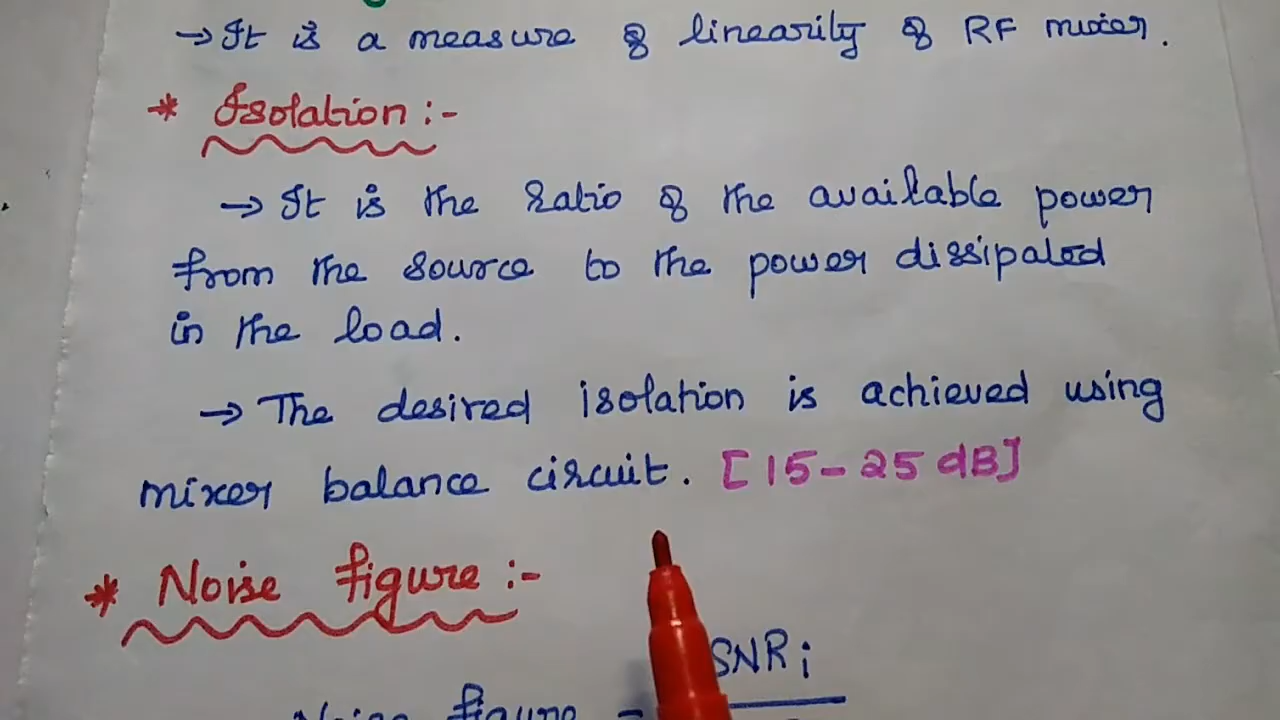 → It is a measure of linearity of RF mixer.
* Isolation :-
→ It is the ratio of the available power
from the source to the power dissipated
in the load.
→ The desired isolation is achieved using
mixer balance circuit. [15-25 dB]
* Noise figure :-
SNRi
Noise figure =